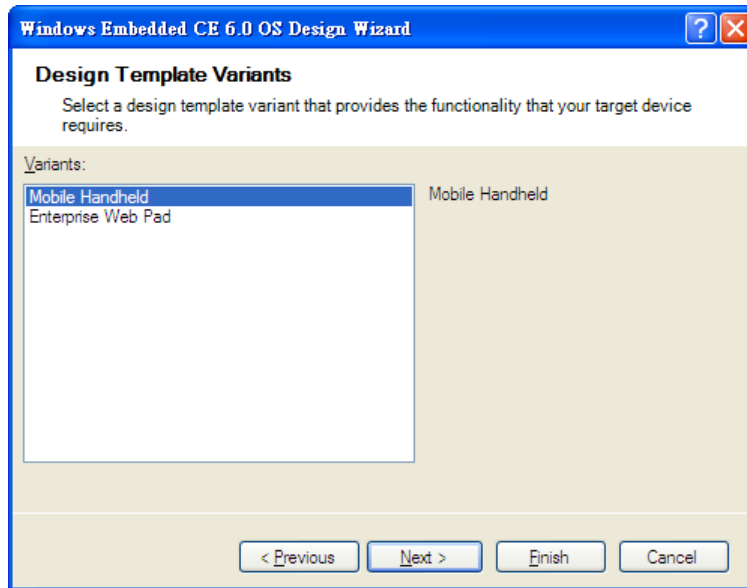 Windows Embedded CE 6.0 OS Design Wizard
Design Template Variants
Select a design template variant that provides the functionality that your target device
requires.
Variants:
Mobile Handheld
Enterprise Web Pad
Mobile Handheld
< Previous
Next >
Finish
Cancel